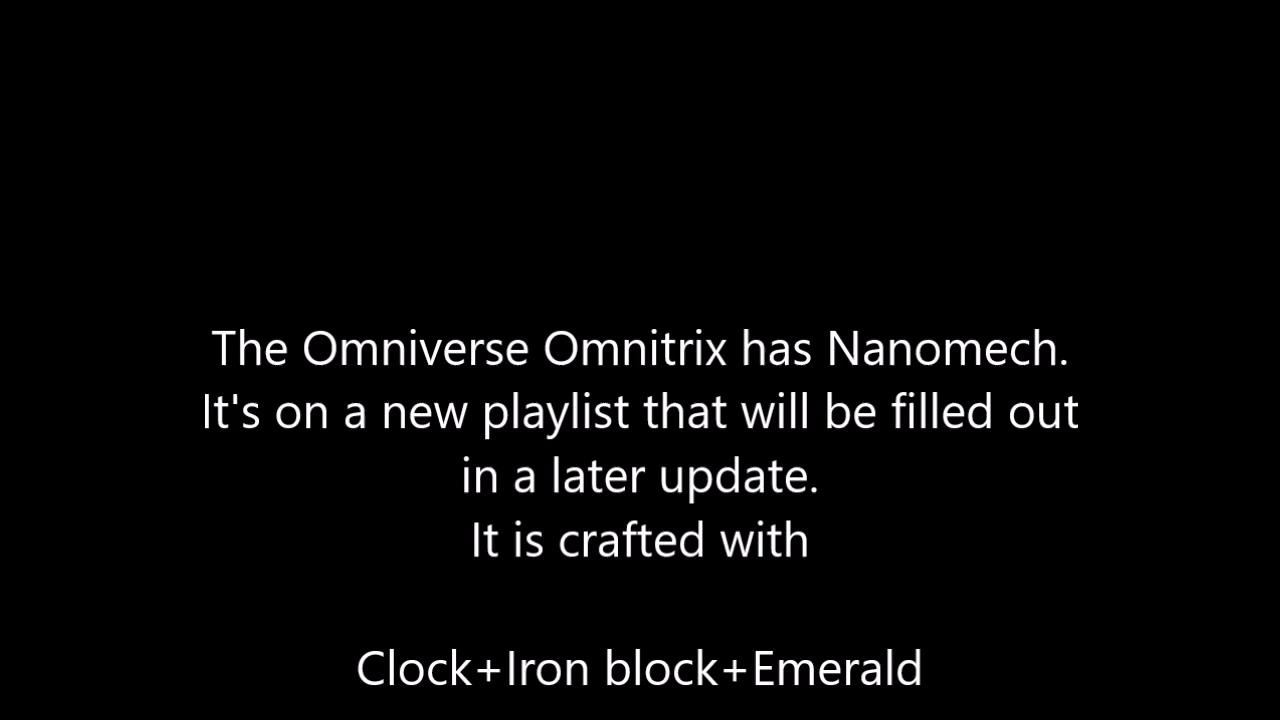 The Omniverse Omnitrix has Nanomech.
It's on a new playlist that will be filled out
in a later update.
It is crafted with
Clock+Iron block+Emerald